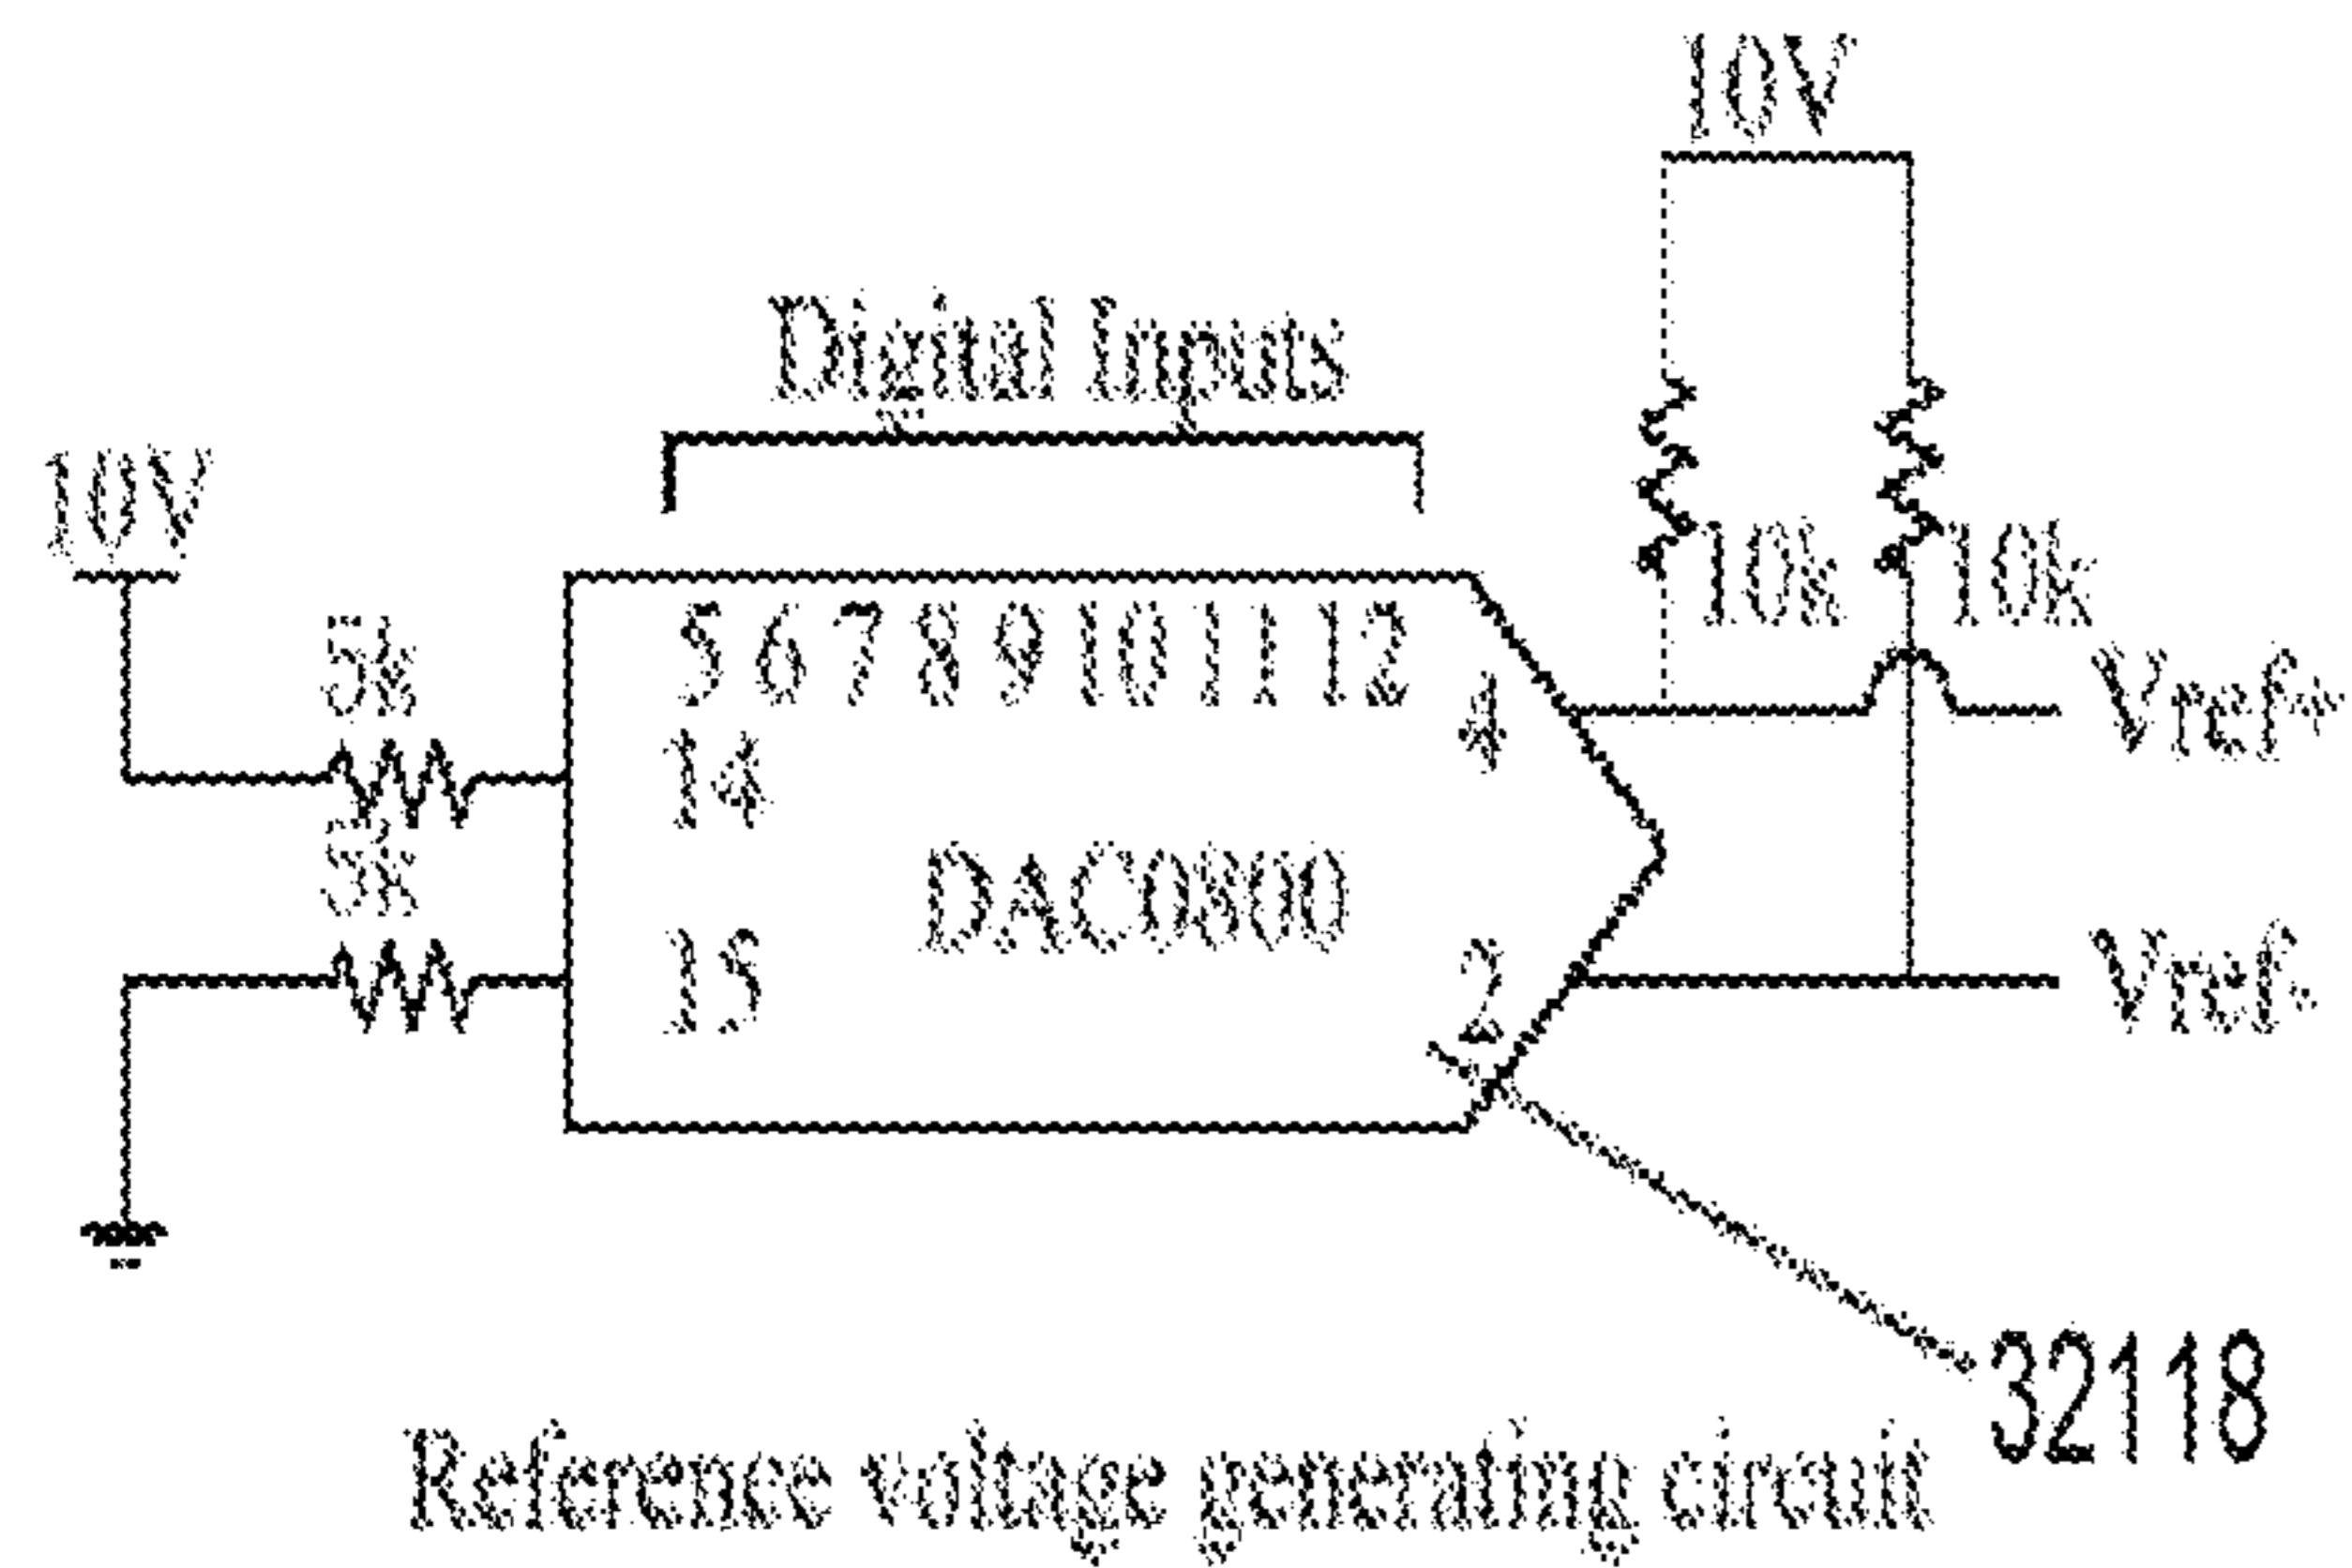 10V
Digital Inputs
10V
10k 10k
5k
5 6 7 8 9 10 11 12
14
4
Vref+
5k
DAC0800
15
2
Vref-
32118
Reference voltage generating circuit